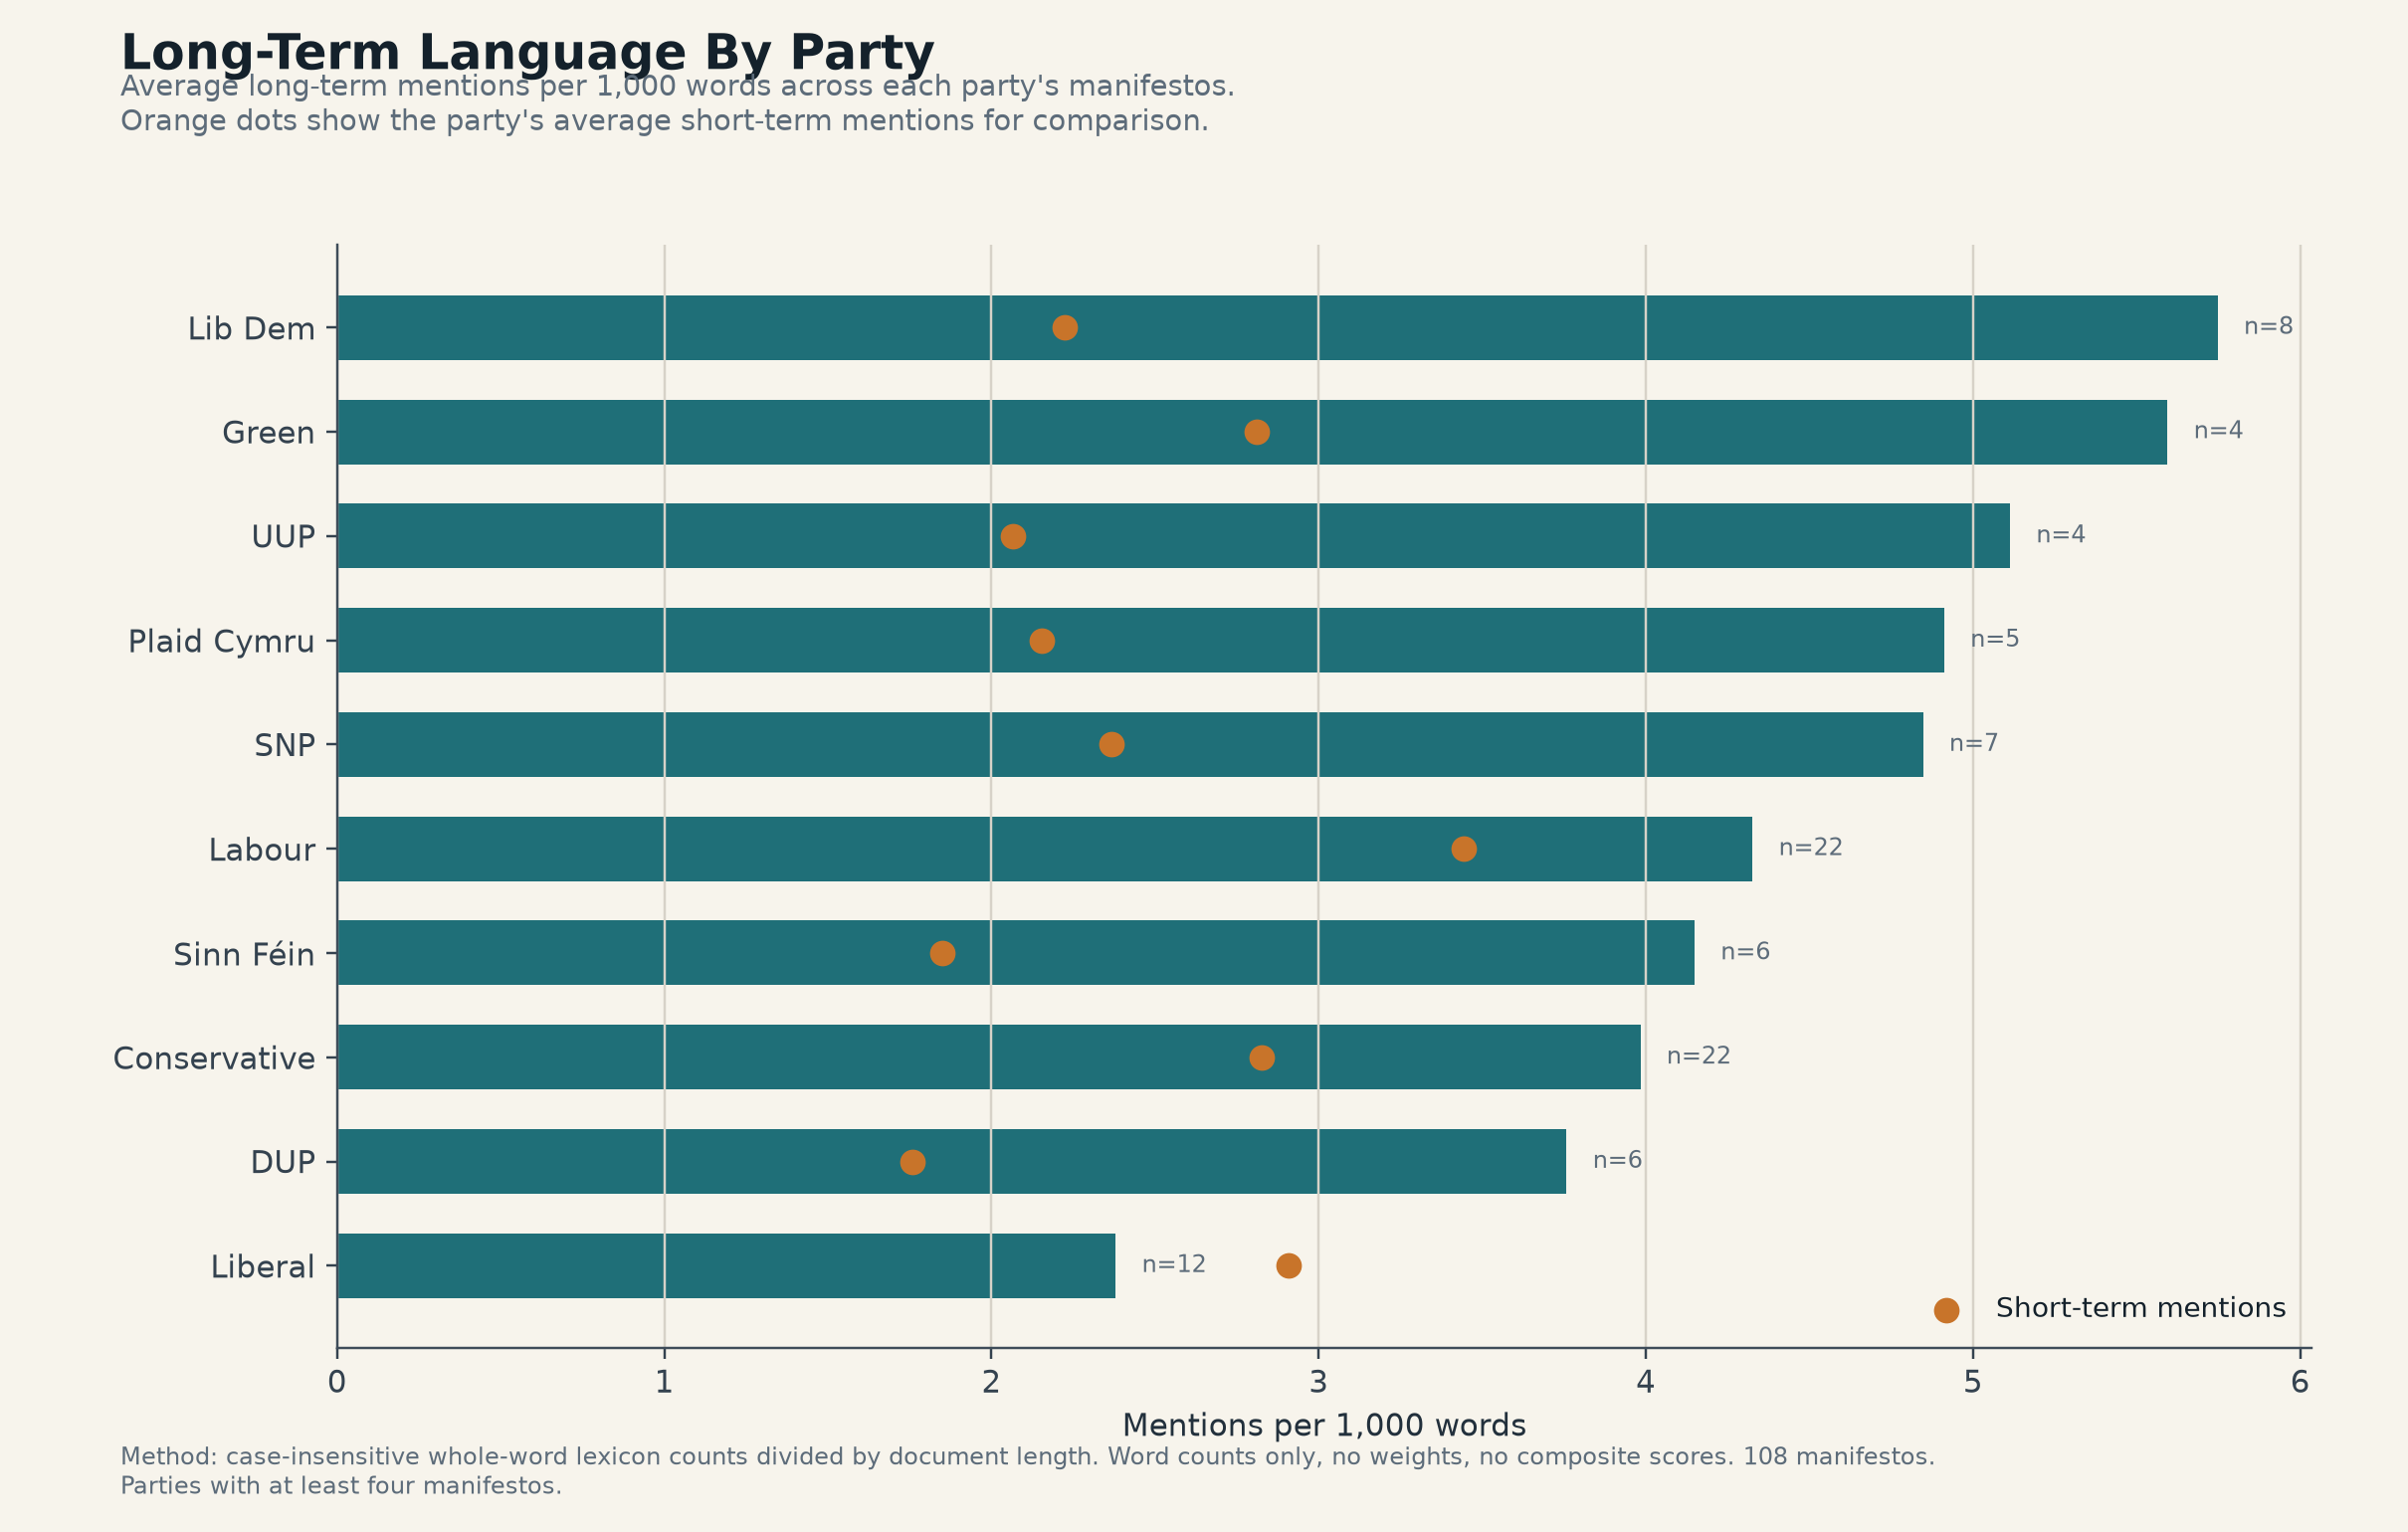 Long-Term Language By Party
Average long-term mentions per 1,000 words across each party's manifestos.
Orange dots show the party's average short-term mentions for comparison.
Lib Dem
n=8
Green
n=4
UUP
n=4
Plaid Cymru
n=5
SNP
n=7
Labour
n=22
Sinn Féin
n=6
Conservative
n=22
DUP
n=6
Liberal
n=12
Short-term mentions
0 1 2 3 4 5 6
Mentions per 1,000 words
Method: case-insensitive whole-word lexicon counts divided by document length. Word counts only, no weights, no composite scores. 108 manifestos.
Parties with at least four manifestos.